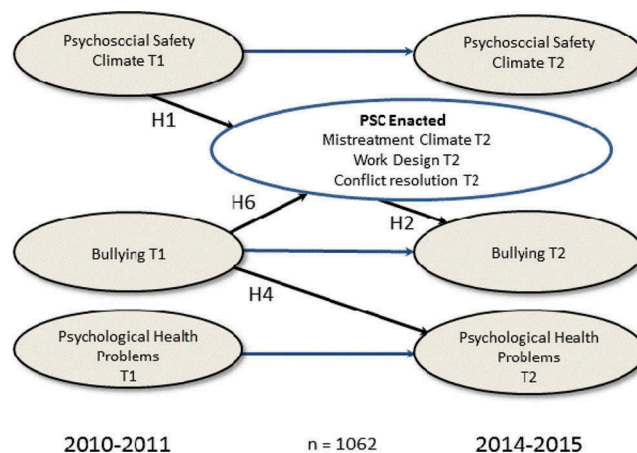 Psychosocial Safety
Climate T1
Psychosocial Safety
Climate T2
H1
PSC Enacted
Mistreatment Climate T2
Work Design T2
Conflict resolution T2
H6
H2
Bullying T1
Bullying T2
H4
Psychological Health
Problems
T1
Psychological Health
Problems
T2
2010-2011
n = 1062
2014-2015